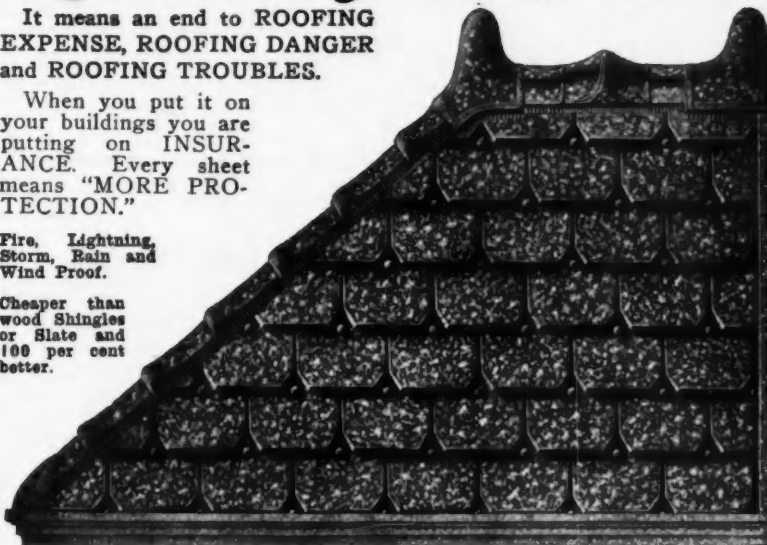 It means an end to ROOFING
EXPENSE, ROOFING DANGER
and ROOFING TROUBLES.
When you put it on
your buildings you are
putting on INSUR-
ANCE. Every sheet
means "MORE PRO-
TECTION."
Fire, Lightning,
Storm, Rain and
Wind Proof.
Cheaper than
wood Shingles
or Slate and
100 per cent
better.